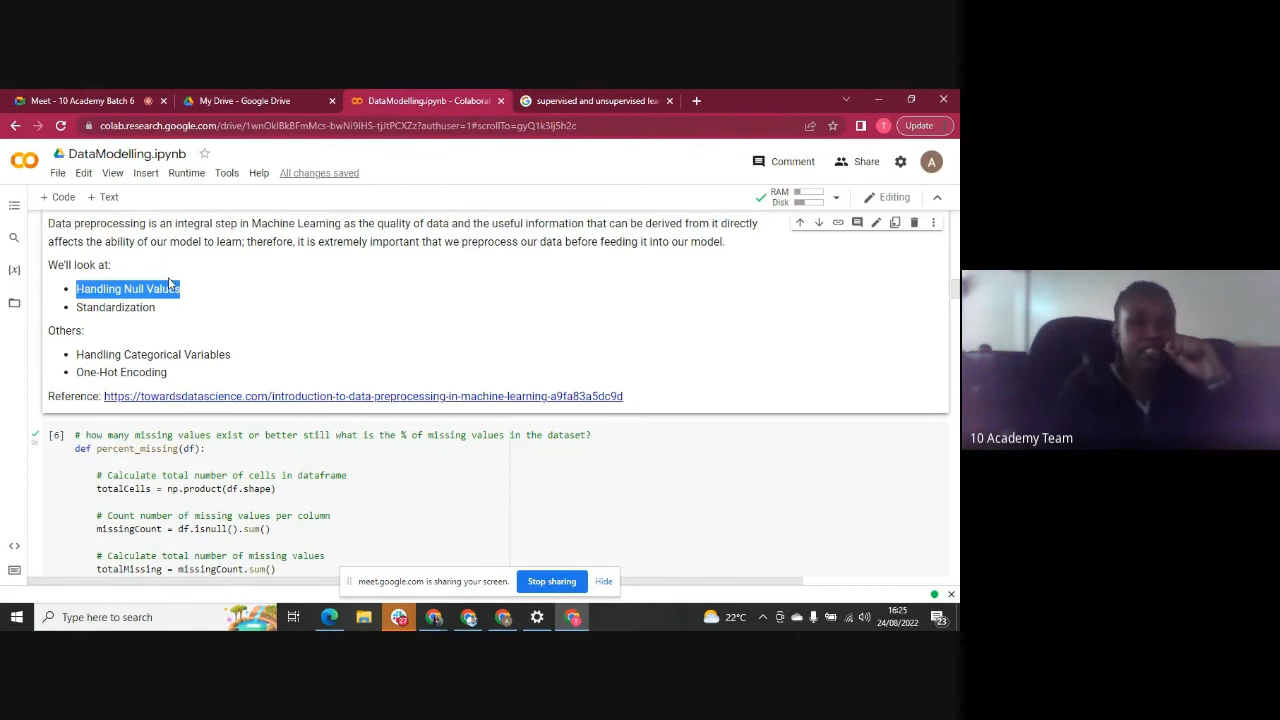 Meet - 10 Academy Batch 6
My Drive - Google Drive
DataModelling.ipynb - Colaborat
supervised and unsupervised lea
colab.research.google.com/drive/
Update
DataModelling.ipynb
Comment
Share
A
File Edit View Insert Runtime Tools Help All changes saved
+ Code + Text
RAM
Disk
Editing
Data preprocessing is an integral step in Machine Learning as the quality of data and the useful information that can be derived from it directly
affects the ability of our model to learn; therefore, it is extremely important that we preprocess our data before feeding it into our model.
We'll look at:
• Handling Null Values
• Standardization
Others:
• Handling Categorical Variables
• One-Hot Encoding
Reference: https://towardsdatascience.com/introduction-to-data-preprocessing-in-machine-learning-a9fa83a5dc9d
10 Academy Team
[6] # how many missing values exist or better still what is the % of missing values in the dataset?
def percent_missing(df):
# Calculate total number of cells in dataframe
totalCells = np.product(df.shape)
# Count number of missing values per column
missingCount = df.isnull().sum()
# Calculate total number of missing values
totalMissing = missingCount.sum()
meet.google.com is sharing your screen. Stop sharing Hide
Type here to search
22°C
16:25
24/08/2022
23